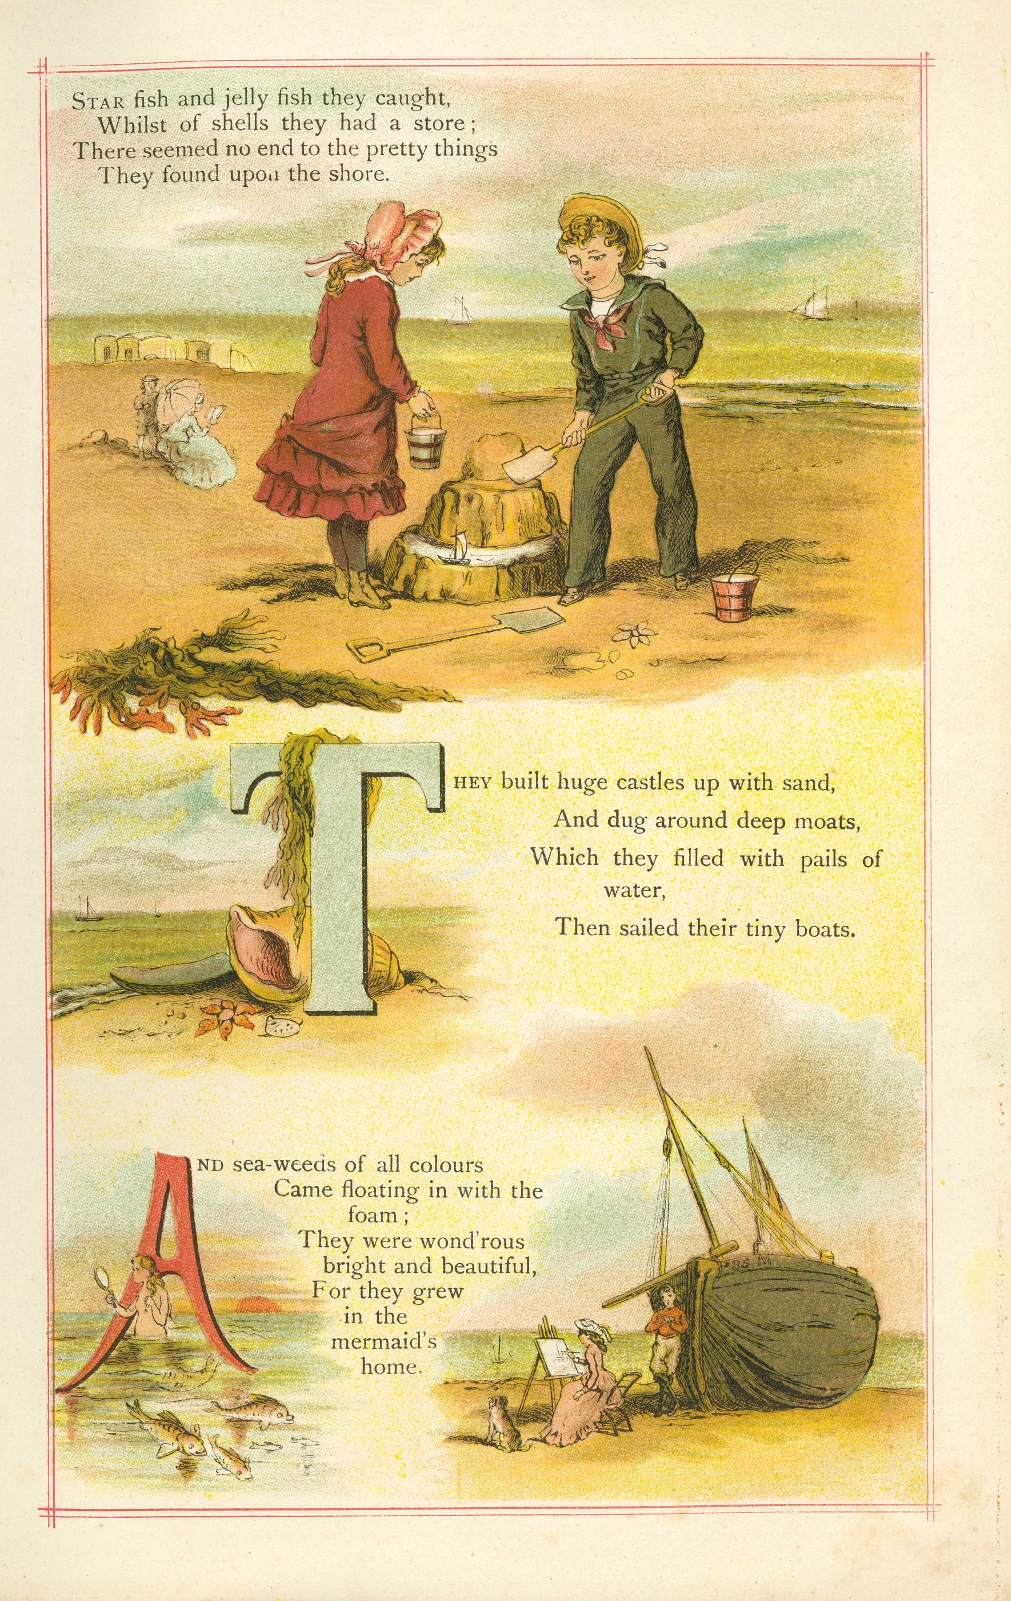 STAR fish and jelly fish they caught,
Whilst of shells they had a store;
There seemed no end to the pretty things
They found upon the shore.
THEY built huge castles up with sand,
And dug around deep moats,
Which they filled with pails of
water,
Then sailed their tiny boats.
AND sea-weeds of all colours
Came floating in with the
foam;
They were wond'rous
bright and beautiful,
For they grew
in the
mermaid's
home.